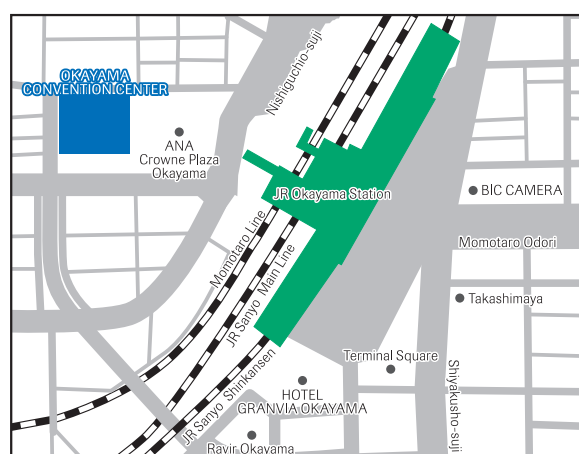 OKAYAMA
CONVENTION CENTER
Nishiguchio-suji
ANA
Crowne Plaza
Okayama
JR Okayama Station
BIC CAMERA
Momotaro Odori
Momotaro Line
JR Sanyo Main Line
JR Sanyo Shinkansen
Takashimaya
Terminal Square
Shiyakusho-suji
HOTEL
GRANVIA OKAYAMA
Ravir Okayama